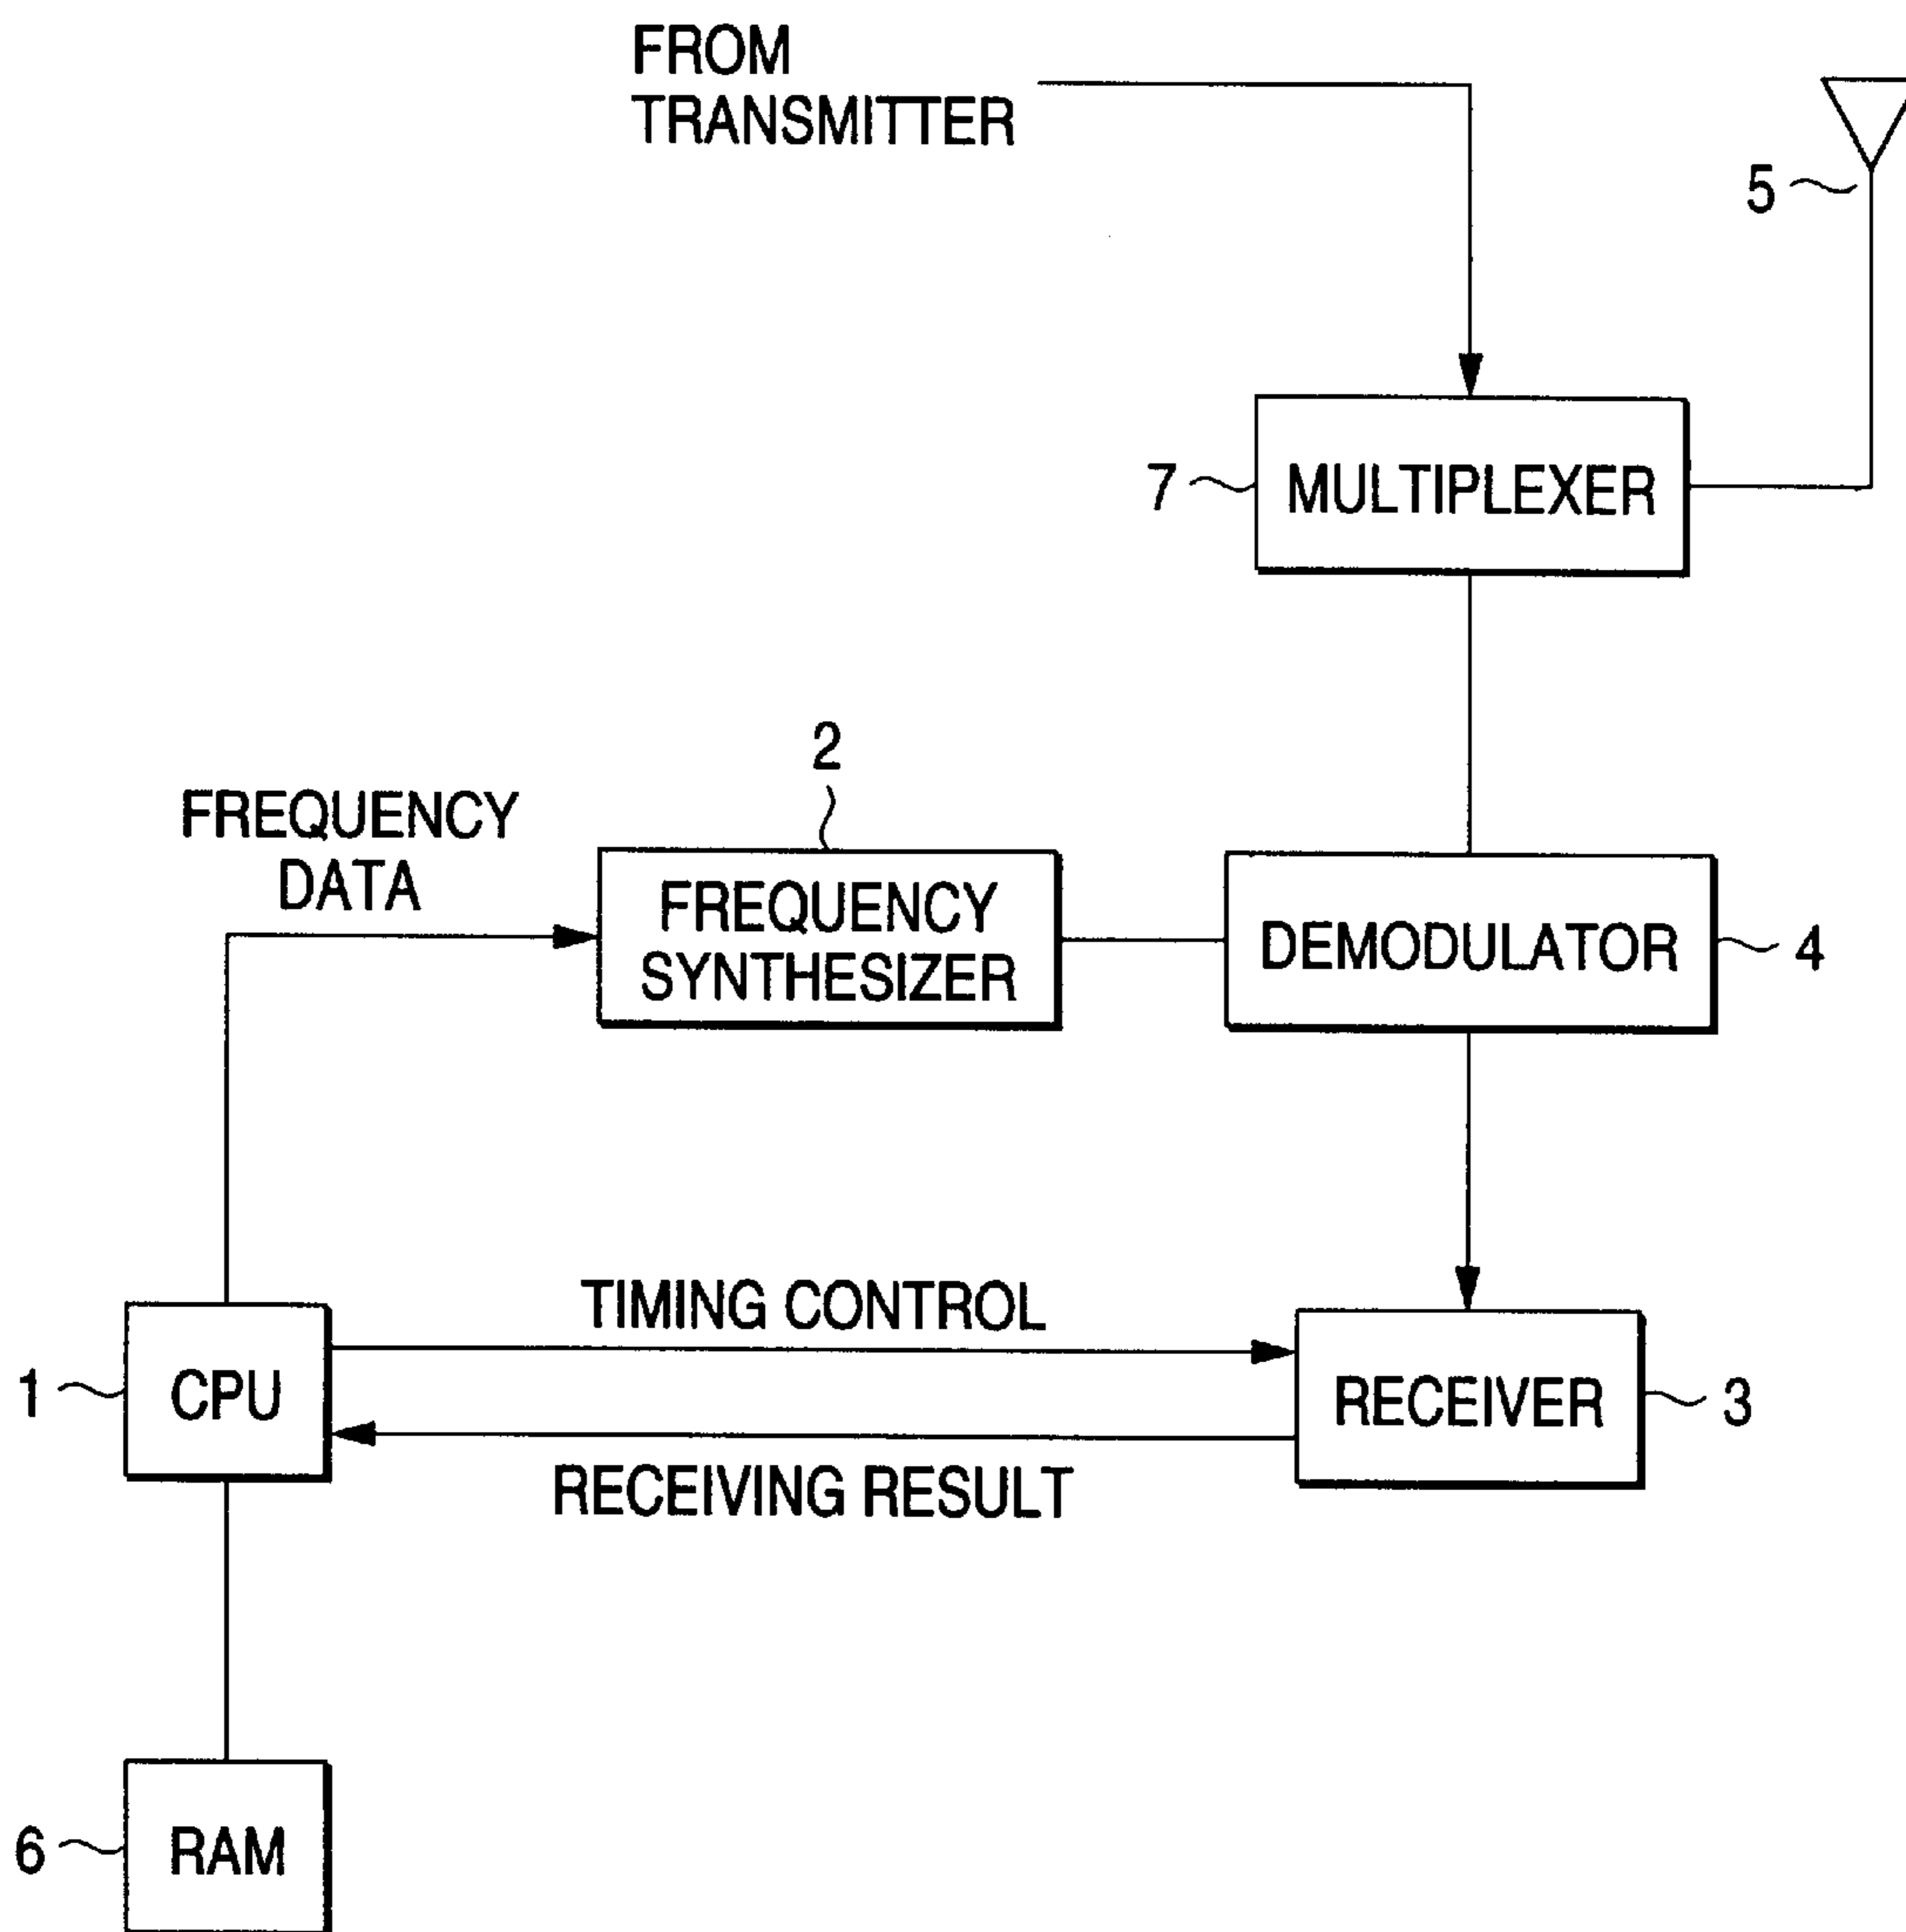 FROM
TRANSMITTER
5
7
MULTIPLEXER
2
FREQUENCY
DATA
FREQUENCY
SYNTHESIZER
DEMODULATOR
4
TIMING CONTROL
1
CPU
RECEIVER
3
RECEIVING RESULT
6
RAM